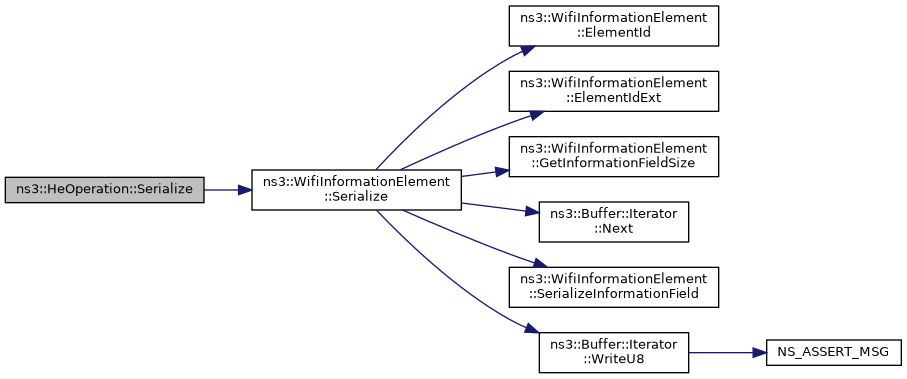 ns3::HeOperation::Serialize
ns3::WifiInformationElement
::Serialize
ns3::WifiInformationElement
::ElementId
ns3::WifiInformationElement
::ElementIdExt
ns3::WifiInformationElement
::GetInformationFieldSize
ns3::Buffer::Iterator
::Next
ns3::WifiInformationElement
::SerializeInformationField
ns3::Buffer::Iterator
::WriteU8
NS_ASSERT_MSG